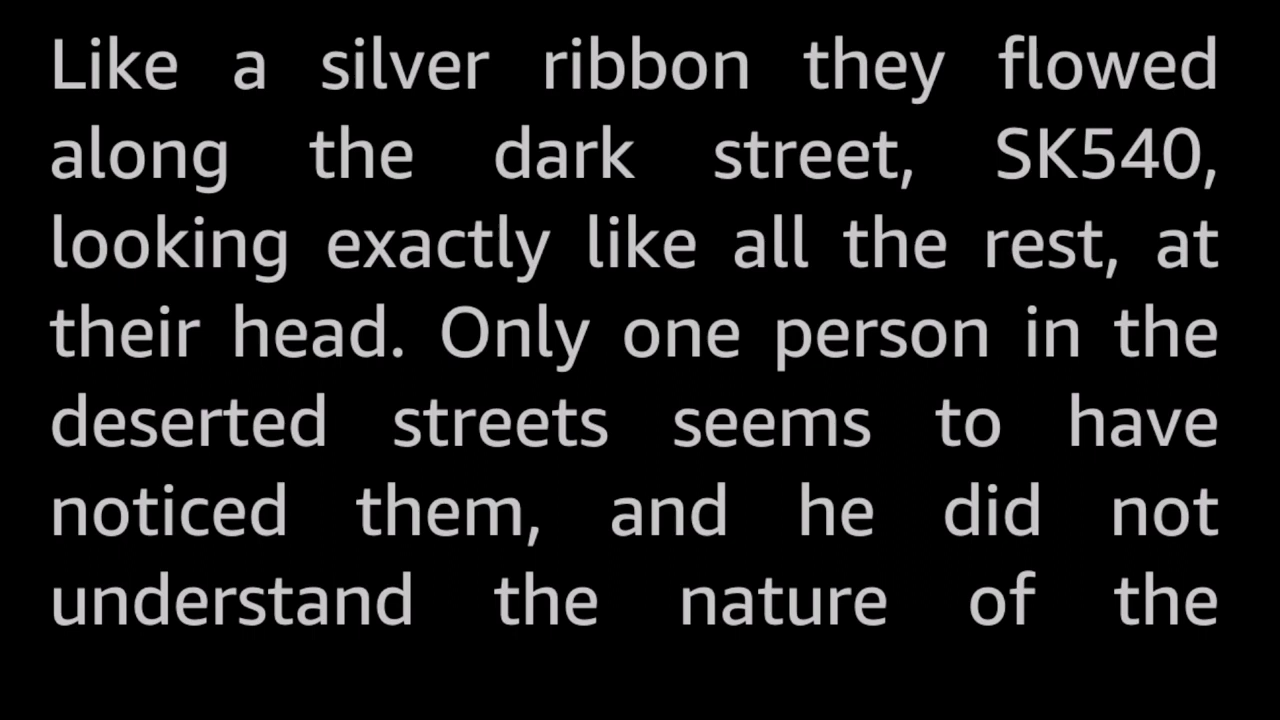 Like a silver ribbon they flowed
along the dark street, SK540,
looking exactly like all the rest, at
their head. Only one person in the
deserted streets seems to have
noticed them, and he did not
understand the nature of the